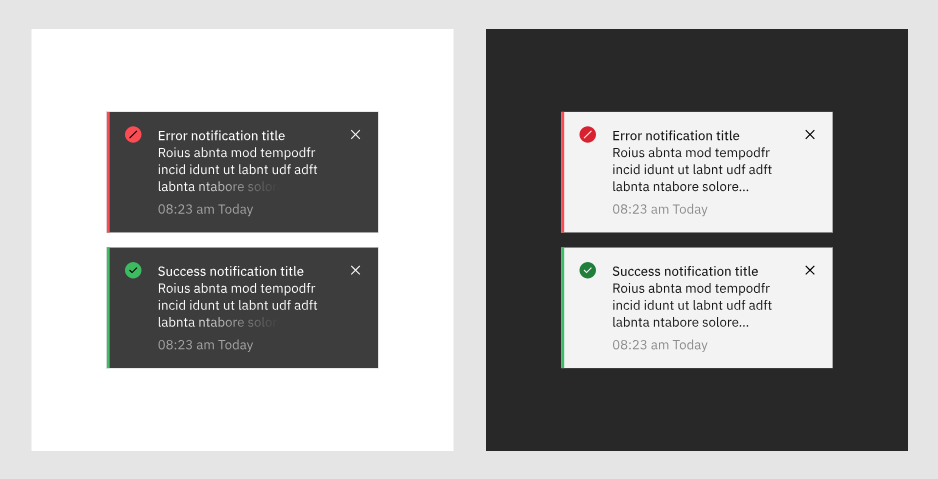 Error notification title
Roius abnta mod tempodfr
incid idunt ut labnt udf adft
labnta ntabore solor
08:23 am Today
Success notification title
Roius abnta mod tempodfr
incid idunt ut labnt udf adft
labnta ntabore solor
08:23 am Today
Error notification title
Roius abnta mod tempodfr
incid idunt ut labnt udf adft
labnta ntabore solore...
08:23 am Today
Success notification title
Roius abnta mod tempodfr
incid idunt ut labnt udf adft
labnta ntabore solore...
08:23 am Today